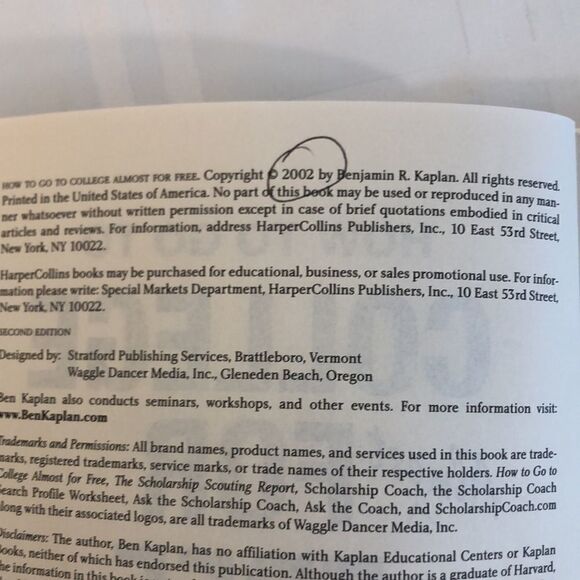 HOW TO GO TO COLLEGE ALMOST FOR FREE. Copyright © 2002 by Benjamin R. Kaplan. All rights reserved.
Printed in the United States of America. No part of this book may be used or reproduced in any man-
ner whatsoever without written permission except in case of brief quotations embodied in critical
articles and reviews. For information, address HarperCollins Publishers, Inc., 10 East 53rd Street,
New York, NY 10022.
HarperCollins books may be purchased for educational, business, or sales promotional use. For infor-
mation please write: Special Markets Department, HarperCollins Publishers, Inc., 10 East 53rd Street,
New York, NY 10022.
SECOND EDITION
Designed by: Stratford Publishing Services, Brattleboro, Vermont
Waggle Dancer Media, Inc., Gleneden Beach, Oregon
Ben Kaplan also conducts seminars, workshops, and other events. For more information visit:
www.BenKaplan.com
Trademarks and Permissions: All brand names, product names, and services used in this book are trade-
marks, registered trademarks, service marks, or trade names of their respective holders. How to Go to
College Almost for Free, The Scholarship Scouting Report, Scholarship Coach, the Scholarship Coach
Search Profile Worksheet, Ask the Scholarship Coach, Ask the Coach, and ScholarshipCoach.com
along with their associated logos, are all trademarks of Waggle Dancer Media, Inc.
Disclaimers: The author, Ben Kaplan, has no affiliation with Kaplan Educational Centers or Kaplan
Books, neither of which has endorsed this publication. Although the author is a graduate of Harvard,
the information in this book